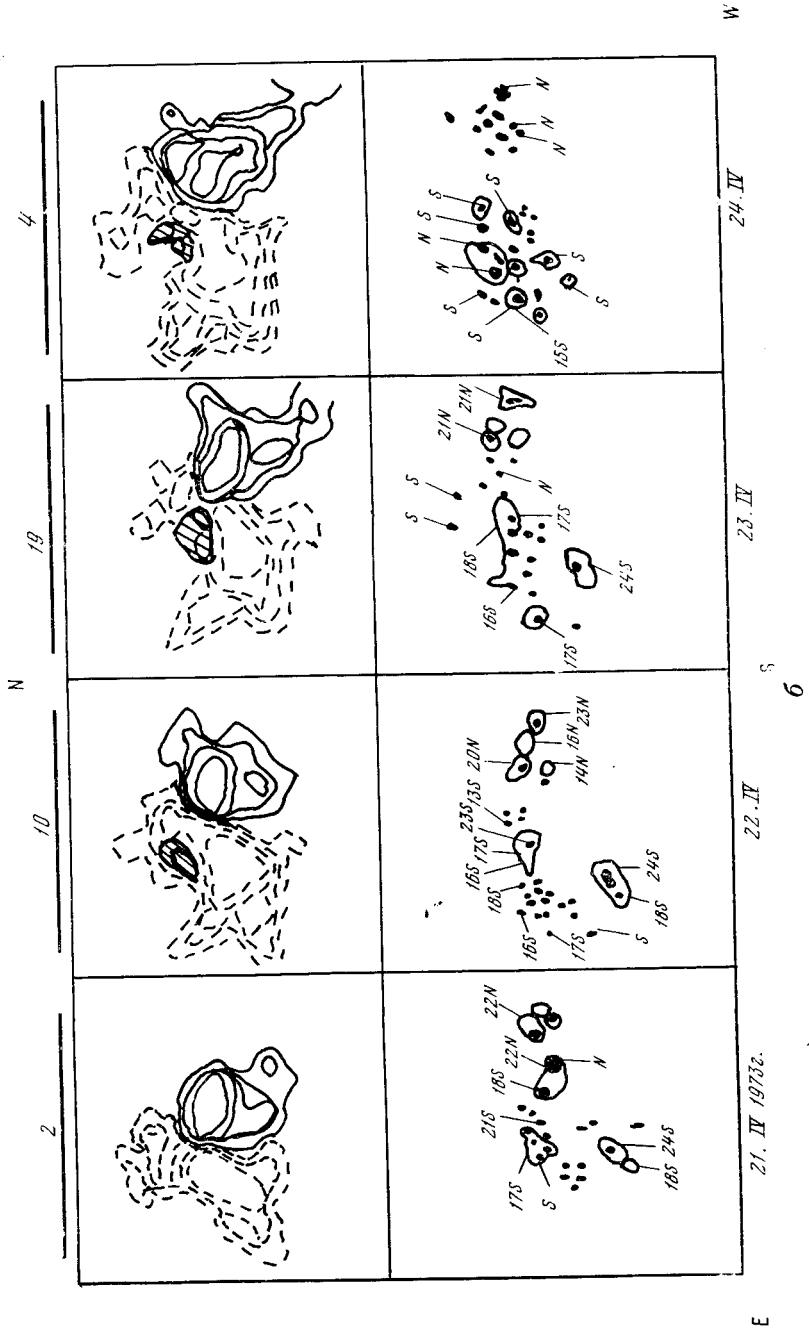 N
2
10
19
4
22N
22N
18S
N
21S
17S
S
18S 24S
23S 13S 20N
17S
16S
18S
16S
17S
S
18S
24S
14N
16N
23N
21N
21N
S
S
N
18S
17S
16S
17S
24S
S
S
N
N
S
S
S
15S
S
S
S
N
N
N
21. IV 1973г.
22. IV
23. IV
24. IV
E
S
W
б